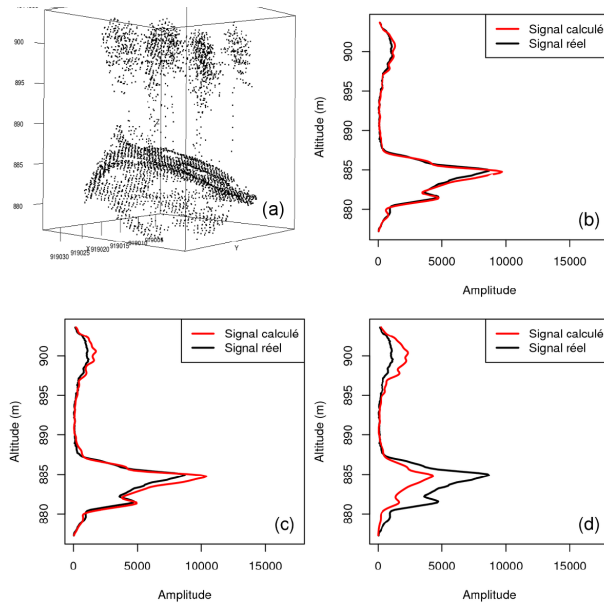 900
895
890
885
880
919030
919025
919020
919015
919010
X
Y
(a)
Signal calculé
Signal réel
Altitude (m)
900
895
890
885
880
0
5000
10000
15000
Amplitude
(b)
Signal calculé
Signal réel
Altitude (m)
900
895
890
885
880
0
5000
10000
15000
Amplitude
(c)
Signal calculé
Signal réel
Altitude (m)
900
895
890
885
880
0
5000
10000
15000
Amplitude
(d)